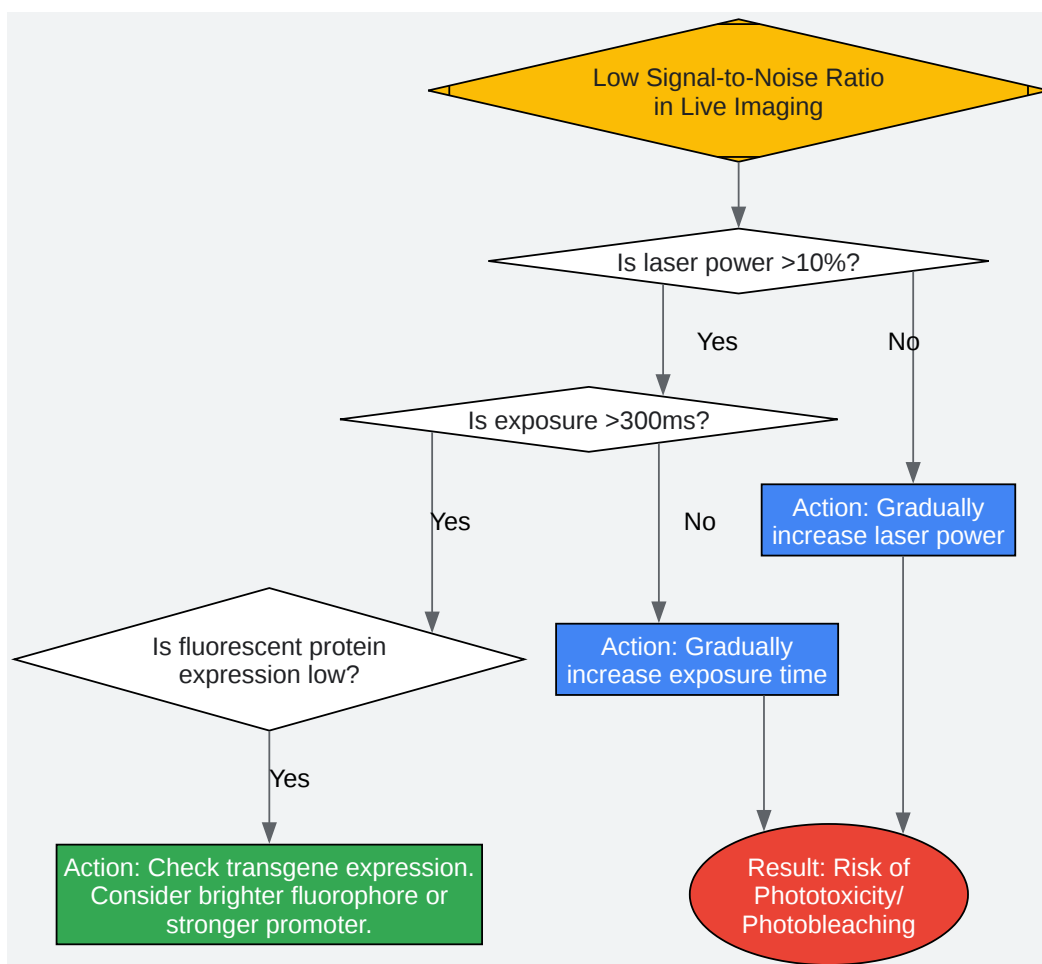 Low Signal-to-Noise Ratio
in Live Imaging
Is laser power >10%?
Yes
No
Is exposure >300ms?
Yes
No
Action: Gradually
increase laser power
Is fluorescent protein
expression low?
Action: Gradually
increase exposure time
Yes
Action: Check transgene expression.
Consider brighter fluorophore or
stronger promoter.
Result: Risk of
Phototoxicity/
Photobleaching